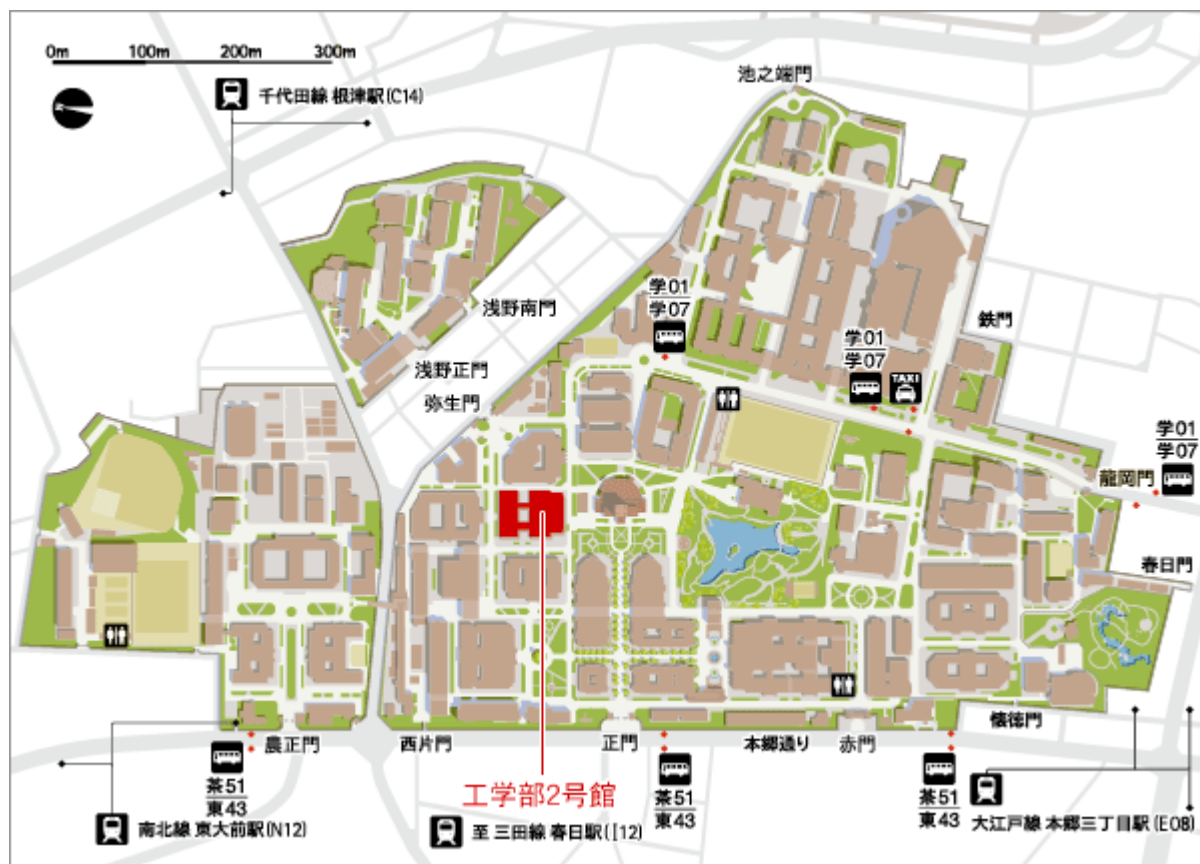 0m 100m 200m 300m
千代田線 根津駅(C14)
池之端門
浅野南門
学01
学07
鉄門
学01
学07
TAXI
浅野正門
弥生門
学01
学07
龍岡門
春日門
懐徳門
農正門
西片門
正門
本郷通り
赤門
茶51
東43
工学部2号館
茶51
東43
茶51
東43
南北線 東大前駅(N12)
至 三田線 春日駅(I12)
大江戸線 本郷三丁目駅(E08)